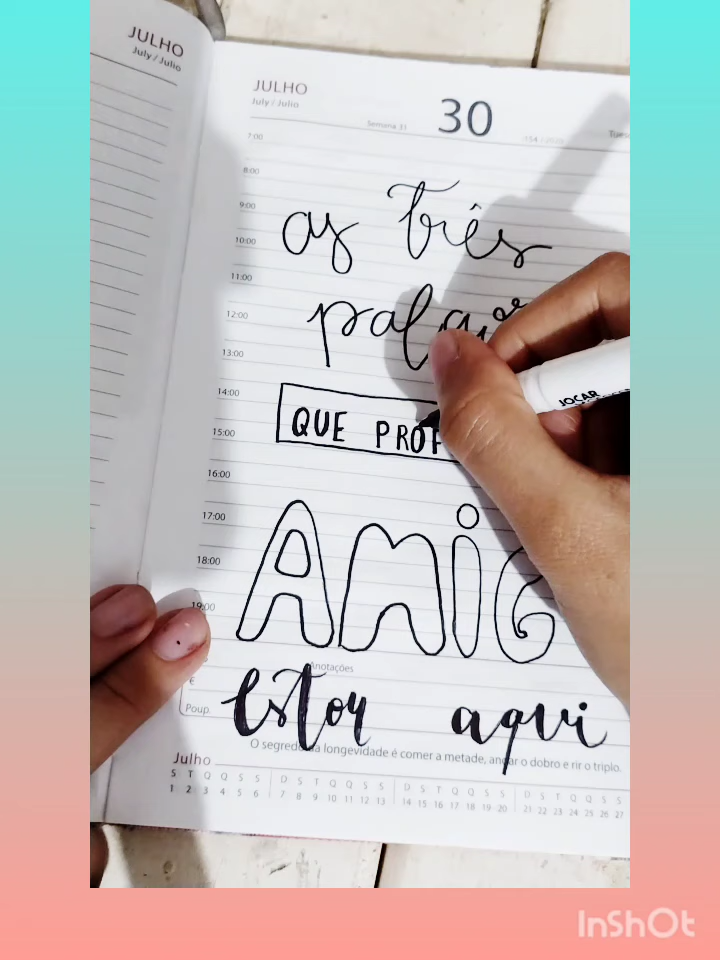 JULHO
July / Julio
JULHO
July / Julio
Semana 31
30
7:00
8:00
9:00
as três
10:00
11:00
12:00
13:00
14:00
QUE PROF
15:00
16:00
17:00
AMIG
18:00
19:00
Anotações
€
Poup.
estou aqui
O segredo da longevidade é comer a metade, andar o dobro e rir o triplo.
Julho
S T Q Q S S D S T Q Q S S D S T Q Q S S D S T Q Q S S
1 2 3 4 5 6 7 8 9 10 11 12 13 14 15 16 17 18 19 20 21 22 23 24 25 26 27
JOCAR
InShOt